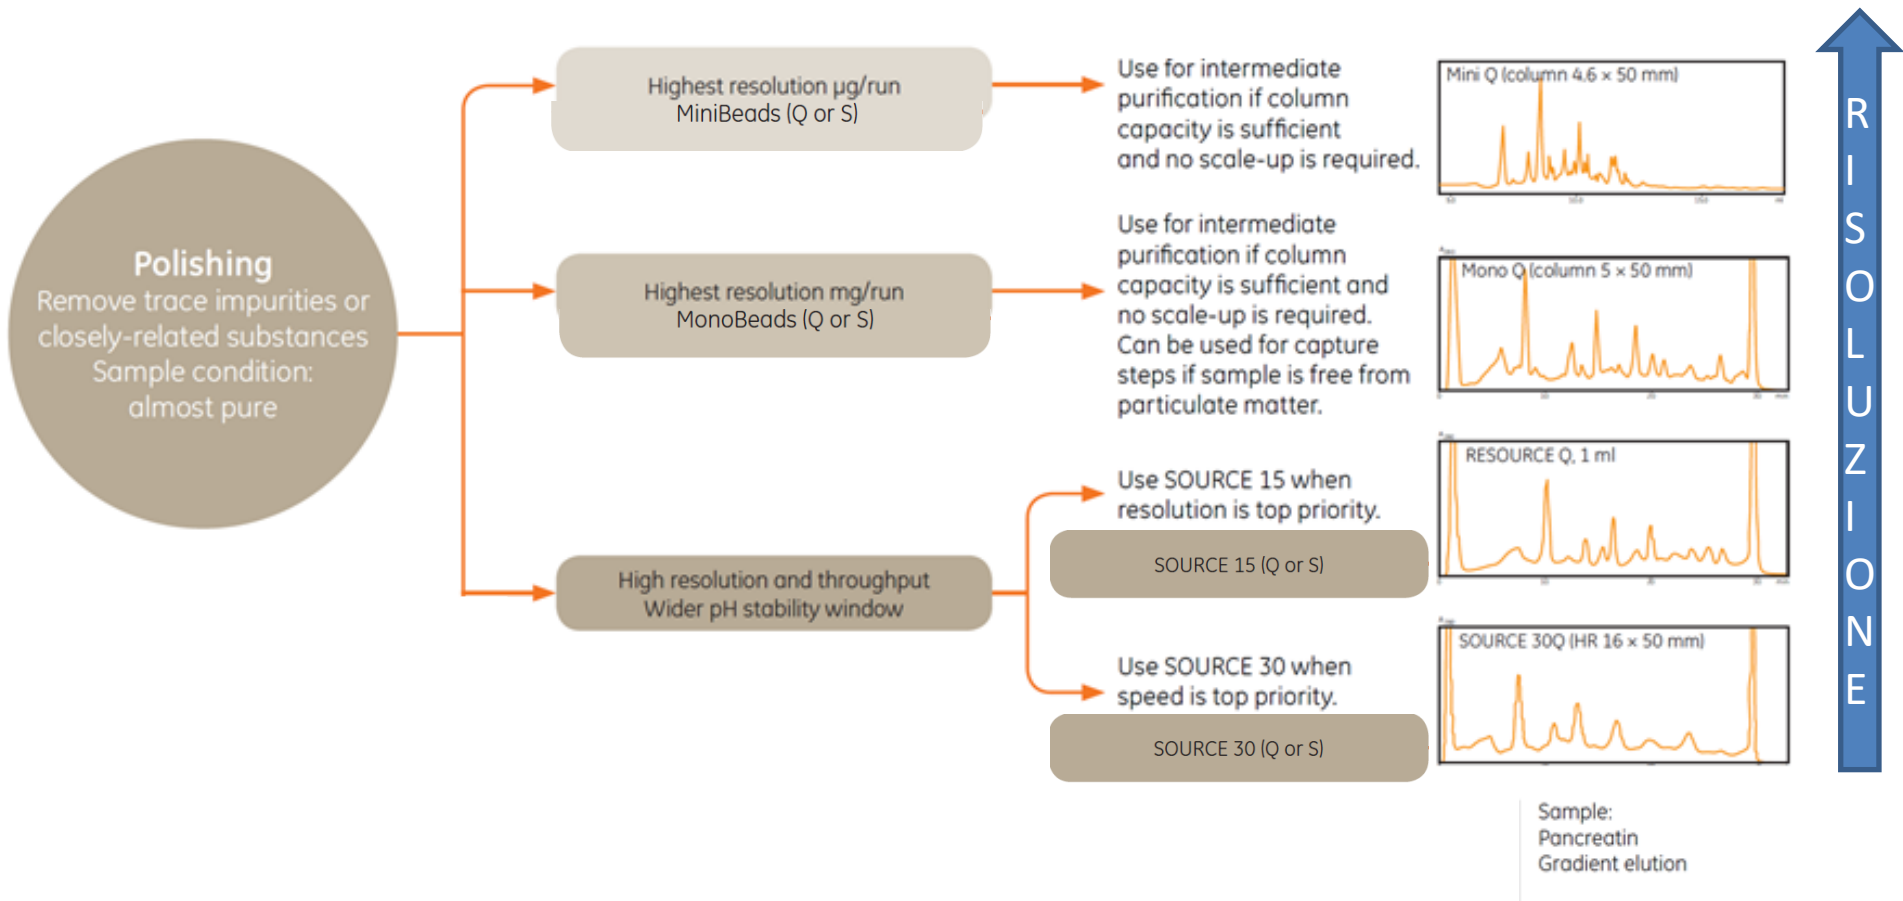 Polishing
Remove trace impurities or
closely-related substances
Sample condition:
almost pure
Highest resolution µg/run
MiniBeads (Q or S)
Use for intermediate
purification if column
capacity is sufficient
and no scale-up is required.
Mini Q (column 4.6 × 50 mm)
Highest resolution mg/run
MonoBeads (Q or S)
Use for intermediate
purification if column
capacity is sufficient and
no scale-up is required.
Can be used for capture
steps if sample is free from
particulate matter.
Mono Q (column 5 × 50 mm)
High resolution and throughput
Wider pH stability window
Use SOURCE 15 when
resolution is top priority.
SOURCE 15 (Q or S)
RESOURCE Q, 1 ml
Use SOURCE 30 when
speed is top priority.
SOURCE 30 (Q or S)
SOURCE 30Q (HR 16 × 50 mm)
Sample:
Pancreatin
Gradient elution
RISOLUZIONE